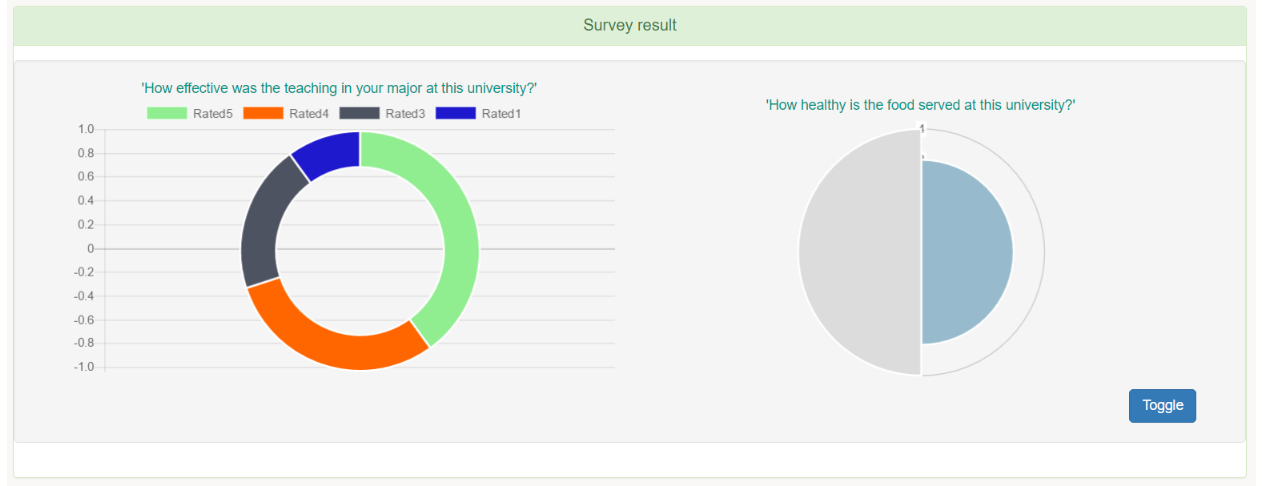 Survey result
'How effective was the teaching in your major at this university?'
Rated5 Rated4 Rated3 Rated1
1.0
0.8
0.6
0.4
0.2
0
-0.2
-0.4
-0.6
-0.8
-1.0
'How healthy is the food served at this university?'
Toggle